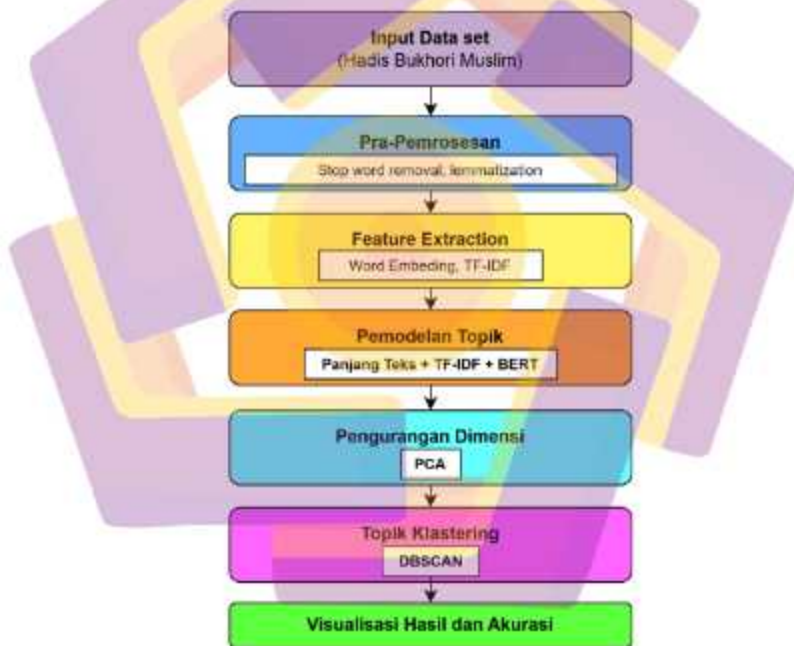 Input Data set
(Hadis Bukhori Muslim)
Pra-Pemrosesan
Stop word removal, lemmatization
Feature Extraction
Word Embeding, TF-IDF
Pemodelan Topik
Panjang Teks + TF-IDF + BERT
Pengurangan Dimensi
PCA
Topik Klastering
DBSCAN
Visualisasi Hasil dan Akurasi